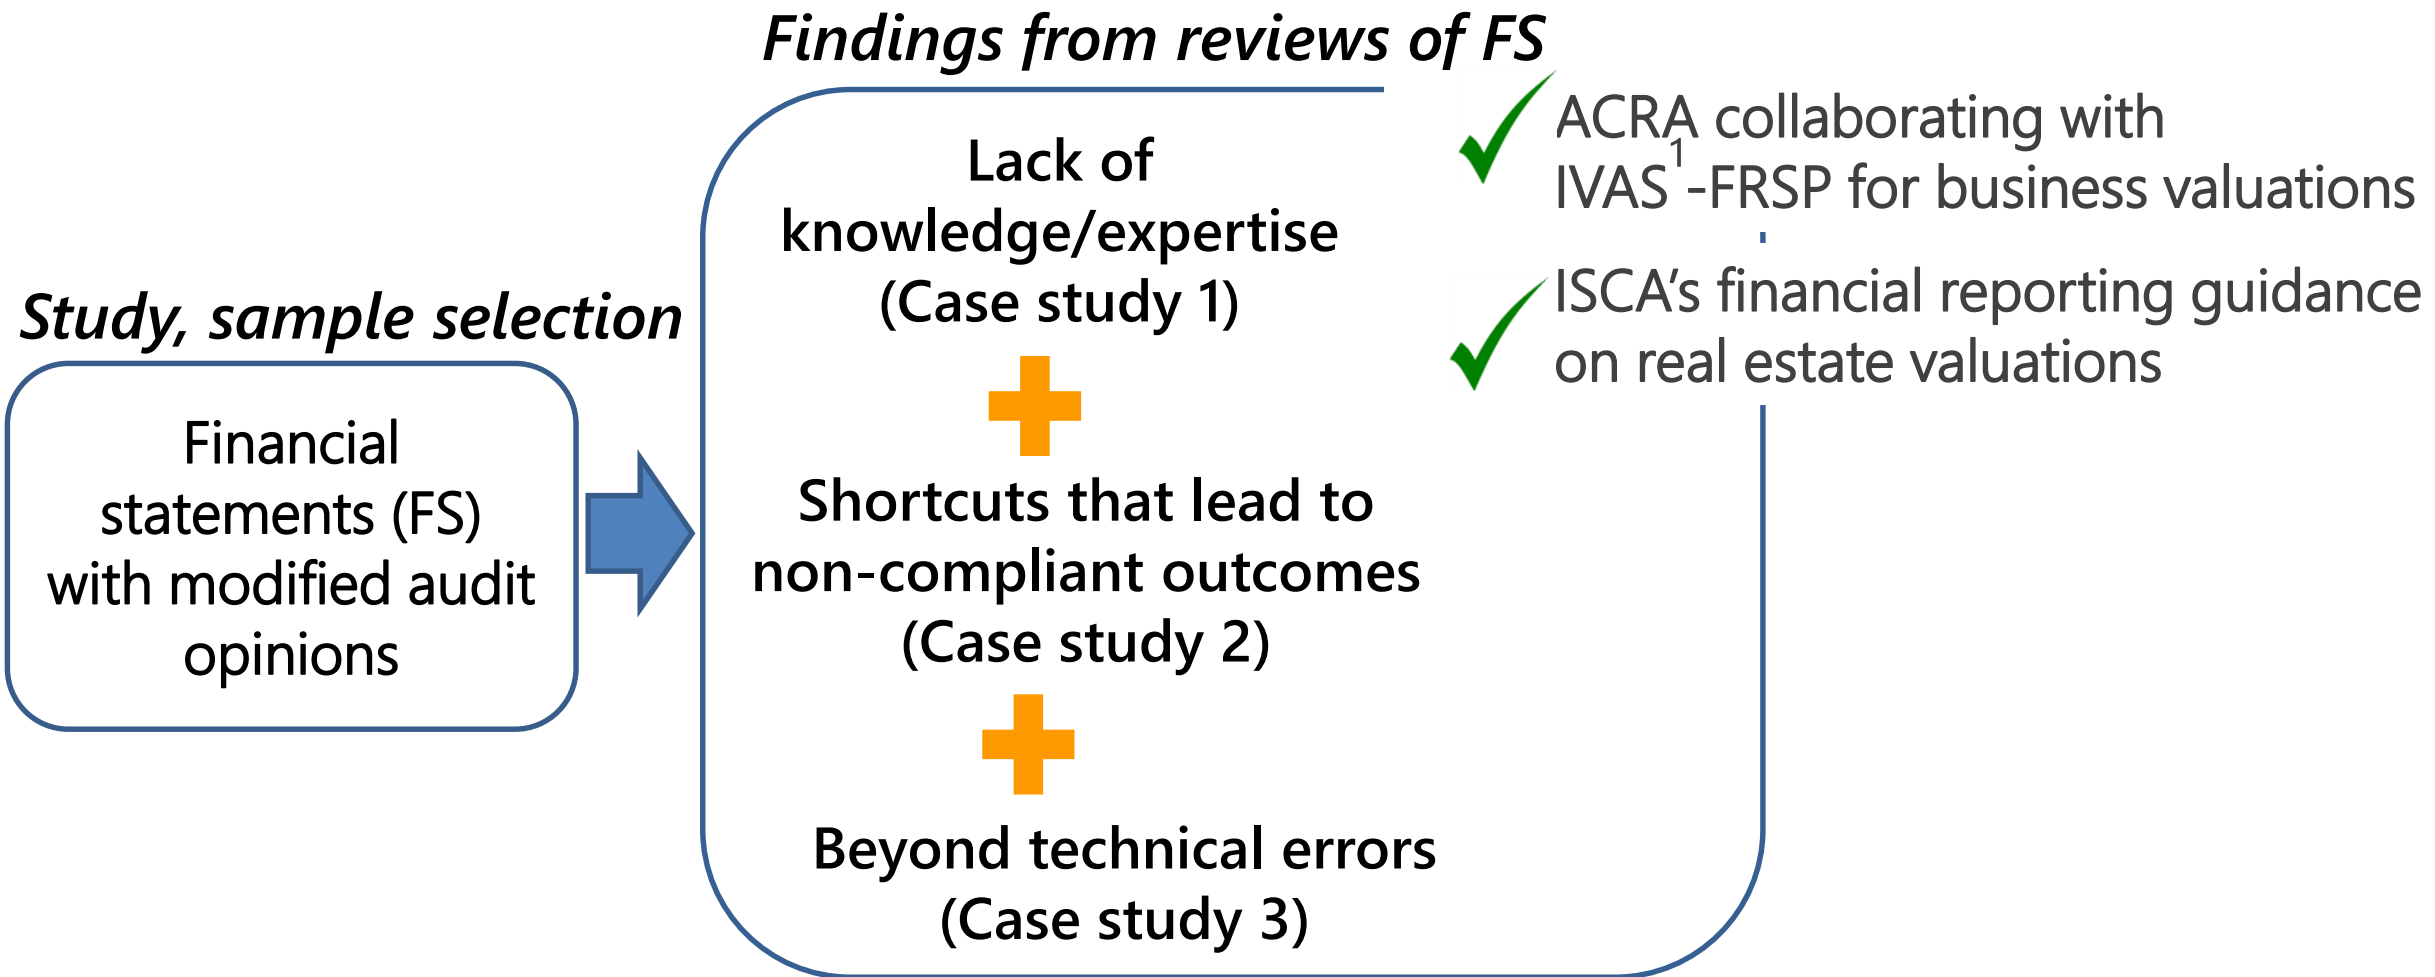 Findings from reviews of FS
Study, sample selection
Financial
statements (FS)
with modified audit
opinions
Lack of
knowledge/expertise
(Case study 1)
Shortcuts that lead to
non-compliant outcomes
(Case study 2)
Beyond technical errors
(Case study 3)
ACRA collaborating with
IVAS¹-FRSP for business valuations
ISCA’s financial reporting guidance
on real estate valuations